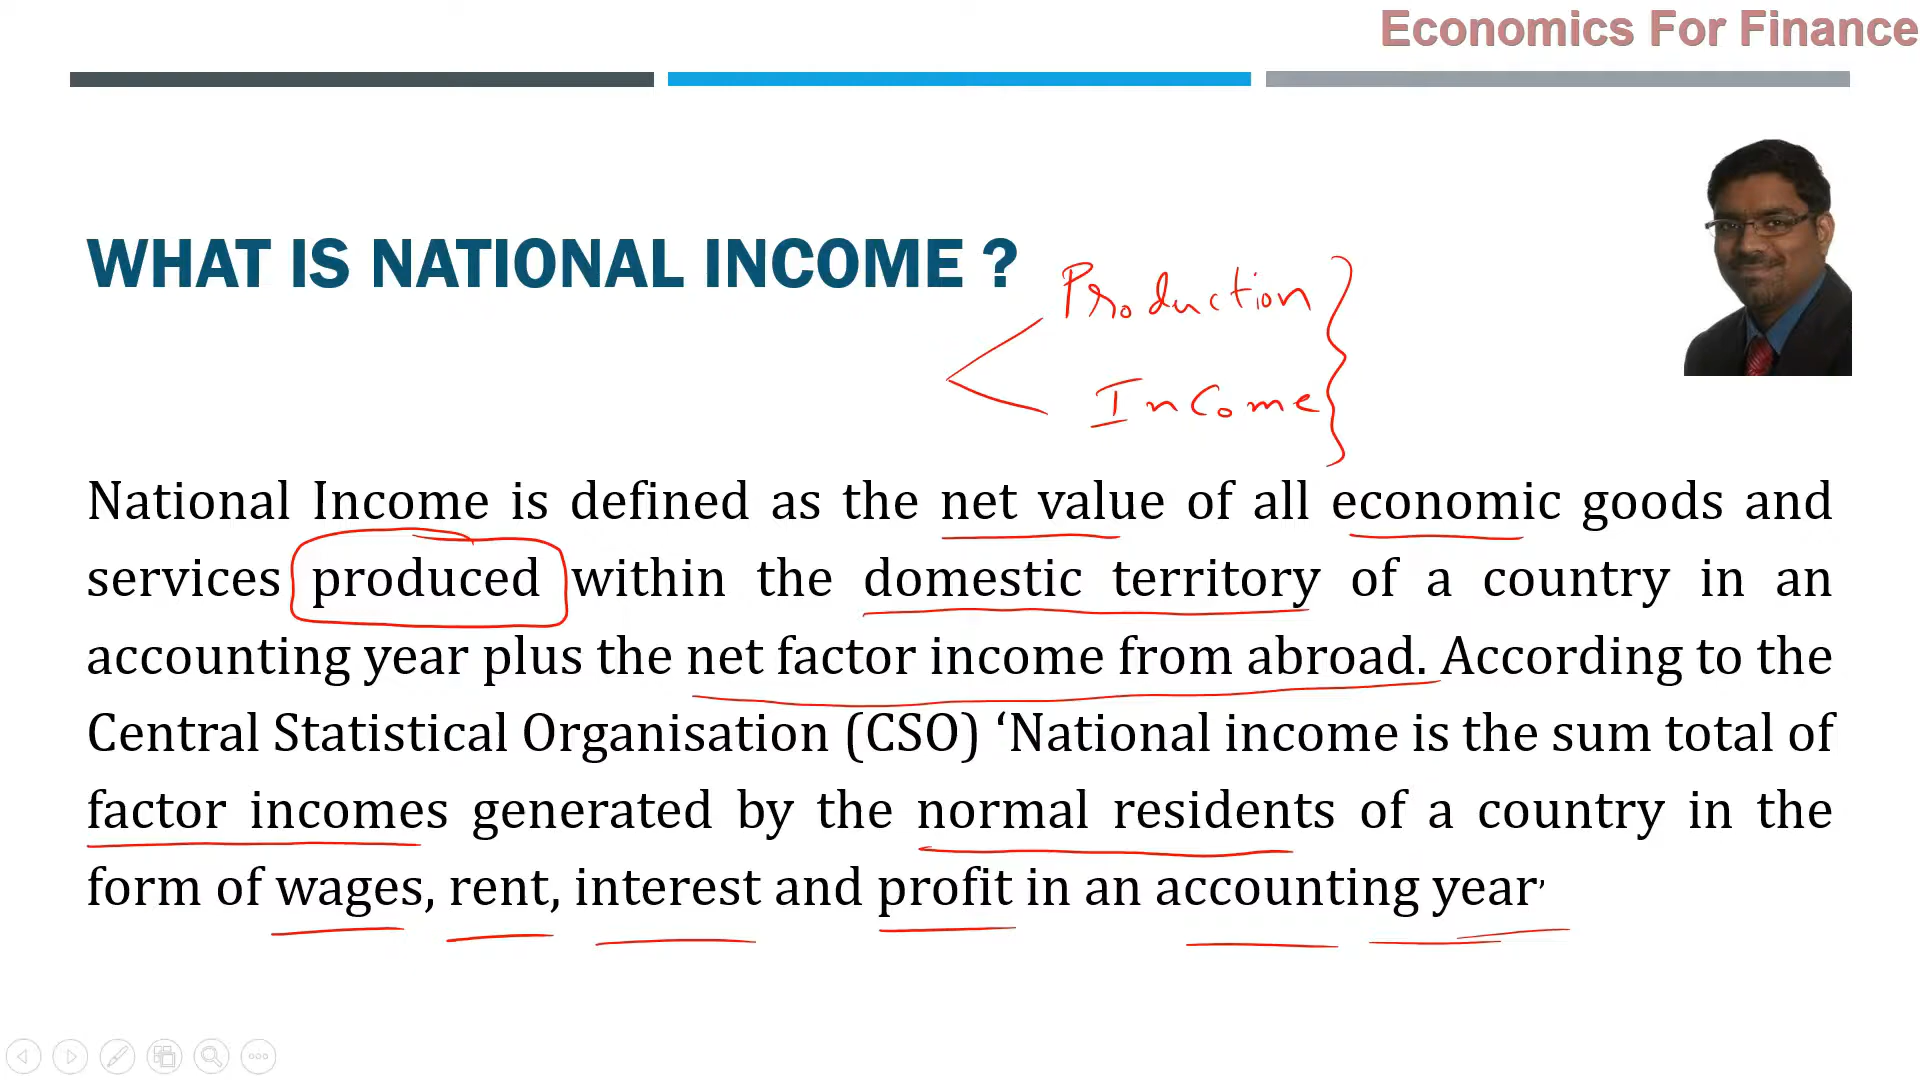 Economics For Finance
WHAT IS NATIONAL INCOME ?
Production
Income
National Income is defined as the net value of all economic goods and
services produced within the domestic territory of a country in an
accounting year plus the net factor income from abroad. According to the
Central Statistical Organisation (CSO) ‘National income is the sum total of
factor incomes generated by the normal residents of a country in the
form of wages, rent, interest and profit in an accounting year’